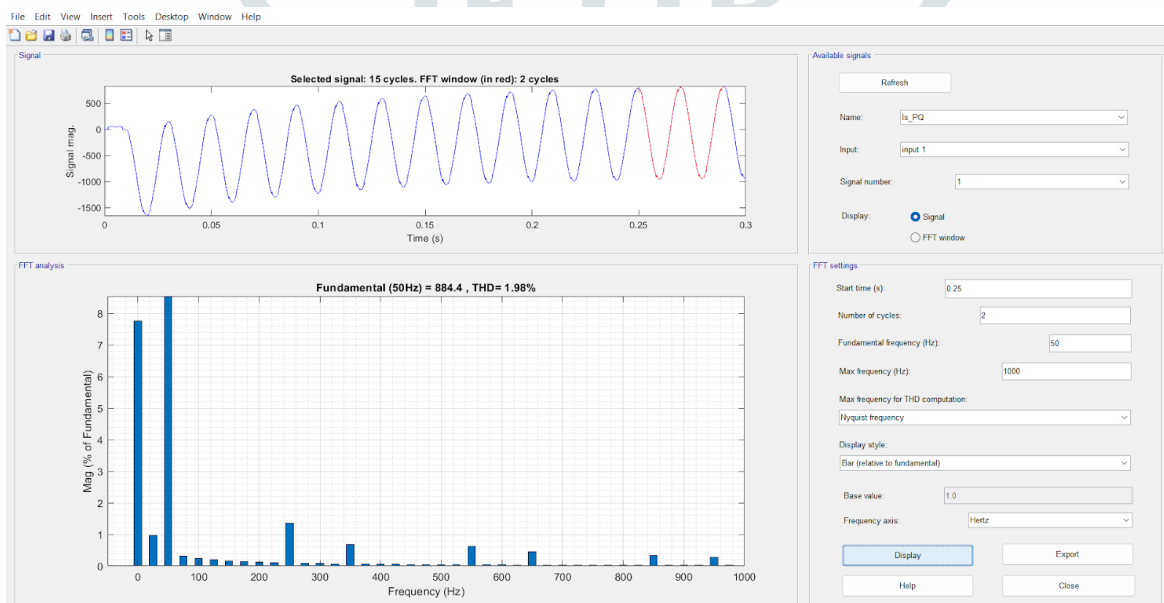 File Edit View Insert Tools Desktop Window Help
Signal
Selected signal: 15 cycles. FFT window (in red): 2 cycles
Signal mag.
500
0
-500
-1000
-1500
0 0.05 0.1 0.15 0.2 0.25 0.3
Time (s)
FFT analysis
Fundamental (50Hz) = 884.4 , THD= 1.98%
Mag (% of Fundamental)
8
7
6
5
4
3
2
1
0
0 100 200 300 400 500 600 700 800 900 1000
Frequency (Hz)
Available signals
Refresh
Name: Is_PQ
Input: input 1
Signal number: 1
Display: Signal
FFT window
FFT settings
Start time (s): 0.25
Number of cycles: 2
Fundamental frequency (Hz): 50
Max frequency (Hz): 1000
Max frequency for THD computation:
Nyquist frequency
Display style:
Bar (relative to fundamental)
Base value: 1.0
Frequency axis: Hertz
Display Export
Help Close